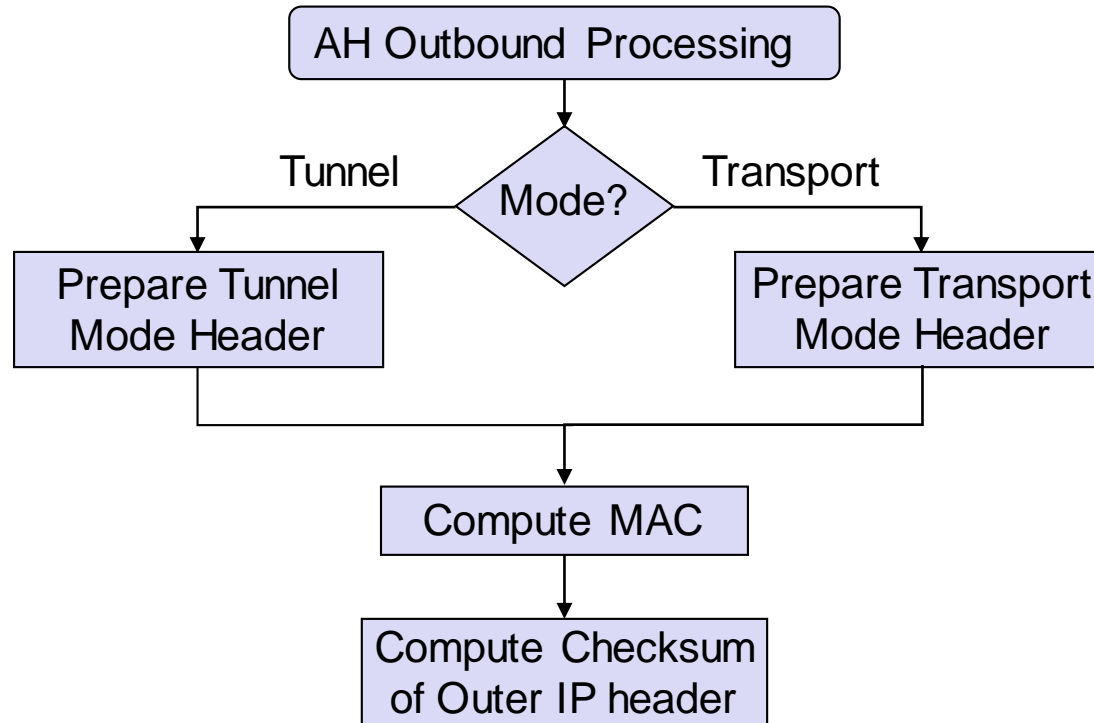 AH Outbound Processing
Tunnel
Transport
Mode?
Prepare Tunnel
Mode Header
Prepare Transport
Mode Header
Compute MAC
Compute Checksum
of Outer IP header